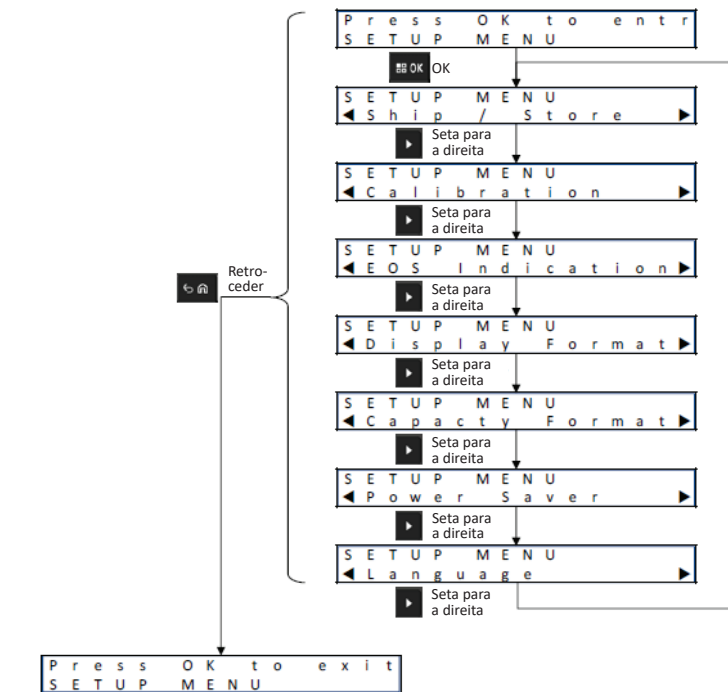 Press OK to entr
SETUP MENU
OK OK
SETUP MENU
◀Ship / Store ▶
Seta para
a direita
SETUP MENU
◀Calibration ▶
Seta para
a direita
SETUP MENU
◀EOS Indication▶
Seta para
a direita
Retro-
ceder
SETUP MENU
◀Display Format▶
Seta para
a direita
SETUP MENU
◀Capacty Format▶
Seta para
a direita
SETUP MENU
◀Power Saver ▶
Seta para
a direita
SETUP MENU
◀Language ▶
Seta para
a direita
Press OK to exit
SETUP MENU